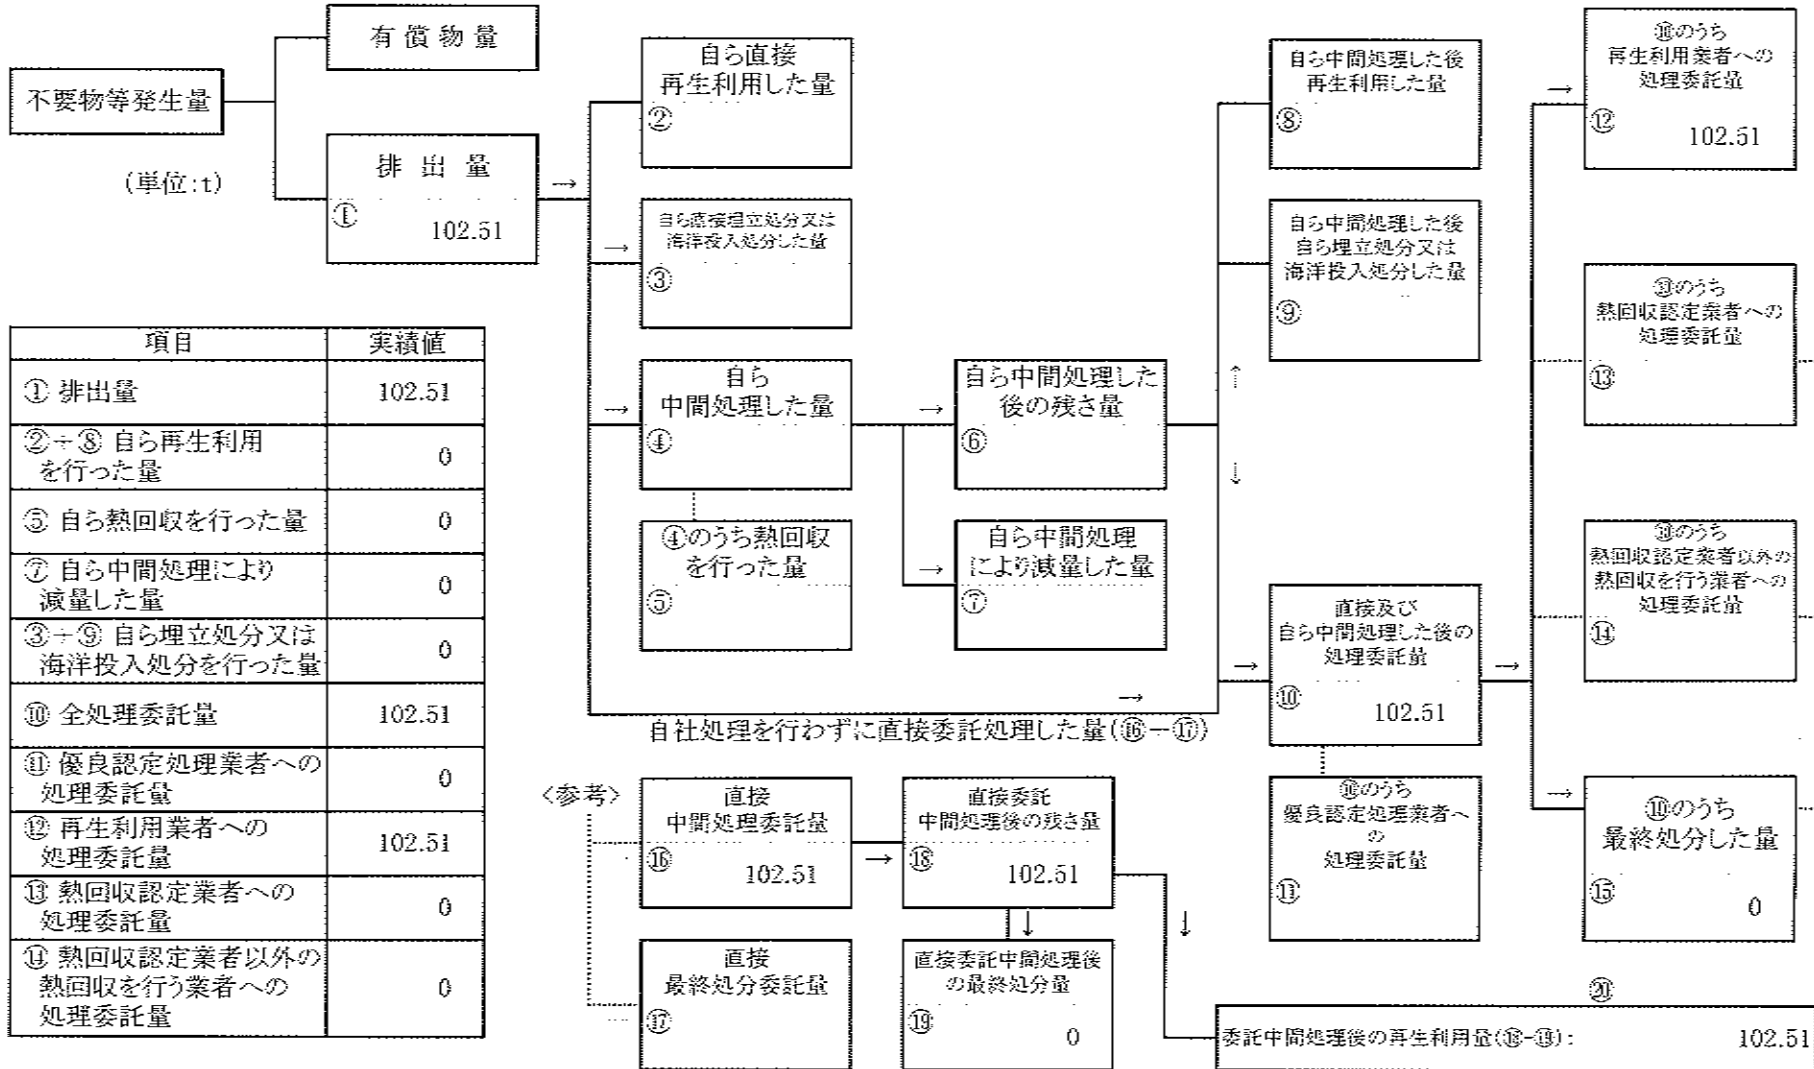 有償物量
不要物等発生量
(単位:t)
排出量
①
102.51
→
自ら直接
再生利用した量
②
→
自ら直接埋立処分又は
海洋投入処分した量
③
→
自ら
中間処理した量
④
④のうち熱回収
を行った量
⑤
→
自ら中間処理した
後の残さ量
⑥
→
自ら中間処理
により減量した量
⑦
↑
↓
自ら中間処理した後
再生利用した量
⑧
自ら中間処理した後
自ら埋立処分又は
海洋投入処分した量
⑨
→
自社処理を行わずに直接委託処理した量(⑯+⑰)
→
直接及び
自ら中間処理した後の
処理委託量
⑩
102.51
⑩のうち
優良認定処理業者へ
の
処理委託量
⑪
→
→
⑩のうち
再生利用業者への
処理委託量
⑫
102.51
⑩のうち
熱回収認定業者への
処理委託量
⑬
⑩のうち
熱回収認定業者以外の
熱回収を行う業者への
処理委託量
⑭
→
⑩のうち
最終処分した量
⑮
0
項目 実績値
① 排出量 102.51
②+⑧ 自ら再生利用
を行った量 0
⑤ 自ら熱回収を行った量 0
⑦ 自ら中間処理により
減量した量 0
③+⑨ 自ら埋立処分又は
海洋投入処分を行った量 0
⑩ 全処理委託量 102.51
⑪ 優良認定処理業者への
処理委託量 0
⑫ 再生利用業者への
処理委託量 102.51
⑬ 熱回収認定業者への
処理委託量 0
⑭ 熱回収認定業者以外の
熱回収を行う業者への
処理委託量 0
〈参考〉
直接
中間処理委託量
⑯
102.51
→
直接委託
中間処理後の残さ量
⑱
102.51
↓
↓
直接
最終処分委託量
⑰
直接委託中間処理後
の最終処分量
⑲
0
⑳
委託中間処理後の再生利用量(⑱-⑲): 102.51